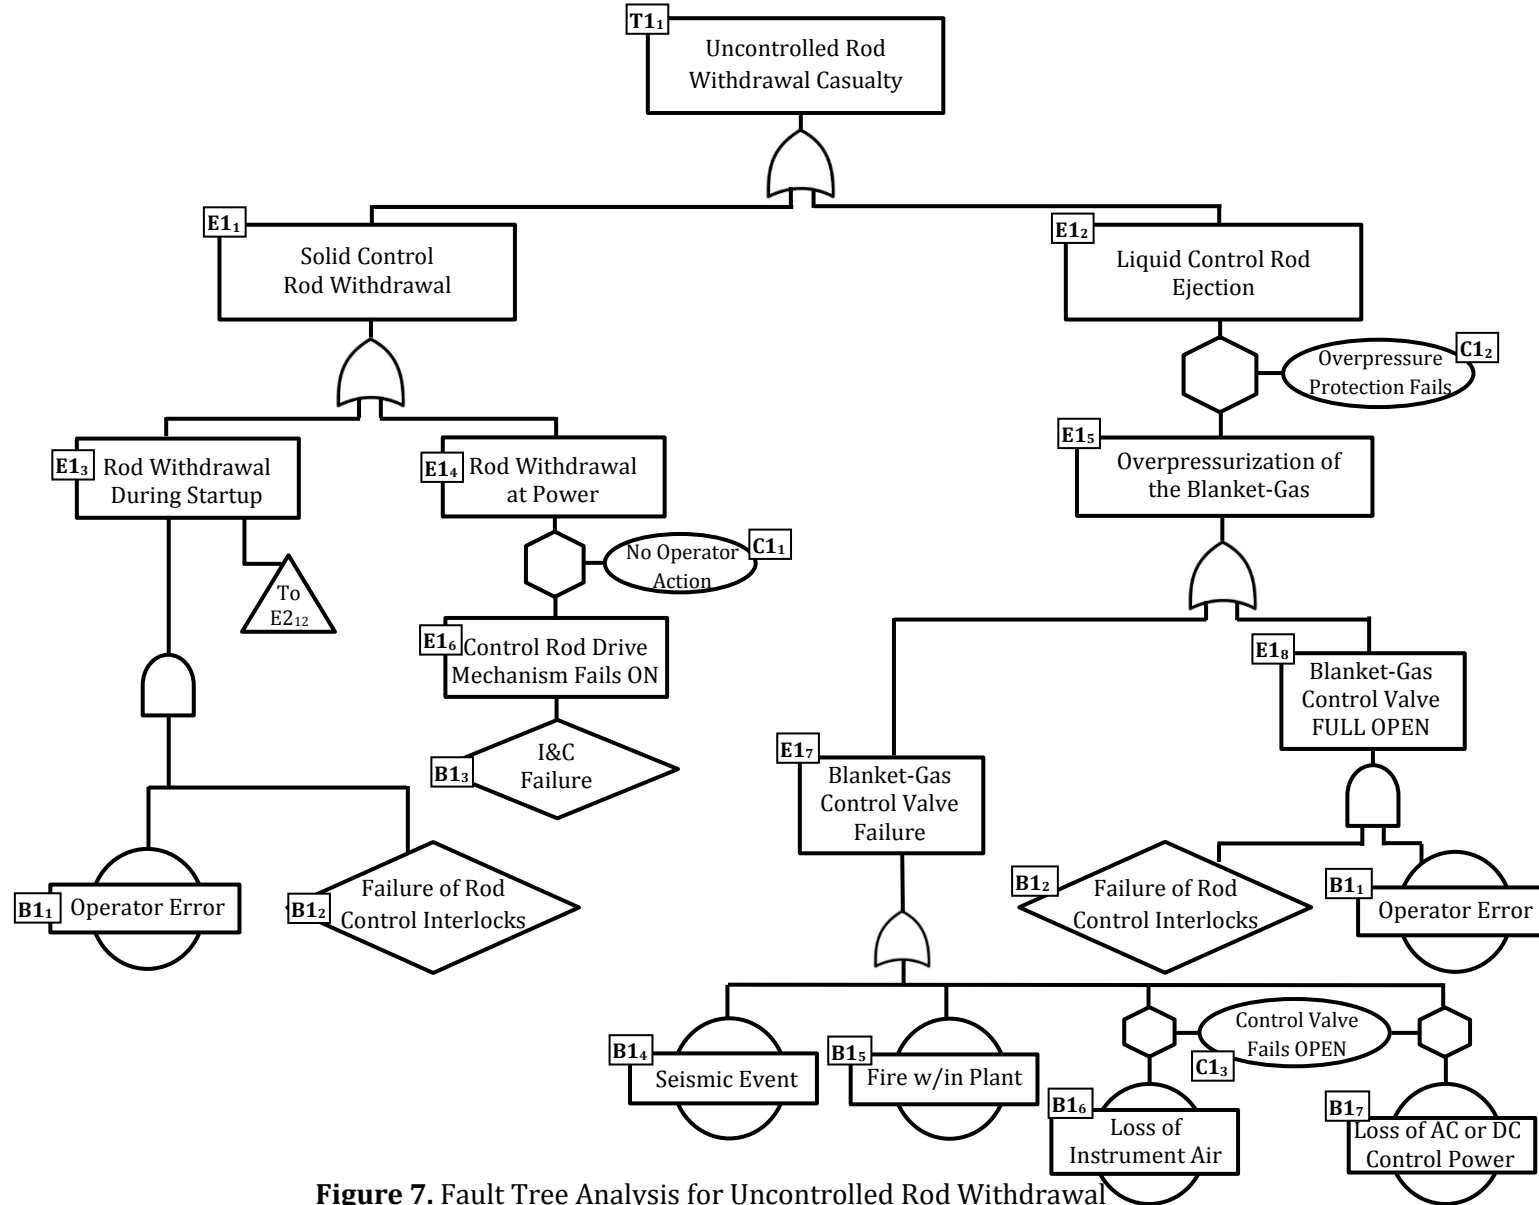 T1₁
Uncontrolled Rod
Withdrawal Casualty
E1₁
Solid Control
Rod Withdrawal
E1₂
Liquid Control Rod
Ejection
C1₂
Overpressure
Protection Fails
E1₃
Rod Withdrawal
During Startup
E1₄
Rod Withdrawal
at Power
E1₅
Overpressurization of
the Blanket-Gas
C1₁
No Operator
Action
To
E2₁₂
E1₆
Control Rod Drive
Mechanism Fails ON
E1₈
Blanket-Gas
Control Valve
FULL OPEN
B1₃
I&C
Failure
E1₇
Blanket-Gas
Control Valve
Failure
B1₁
Operator Error
B1₂
Failure of Rod
Control Interlocks
B1₂
Failure of Rod
Control Interlocks
B1₁
Operator Error
B1₄
Seismic Event
B1₅
Fire w/in Plant
Control Valve
Fails OPEN
C1₃
B1₆
Loss of
Instrument Air
B1₇
Loss of AC or DC
Control Power
Figure 7. Fault Tree Analysis for Uncontrolled Rod Withdrawal